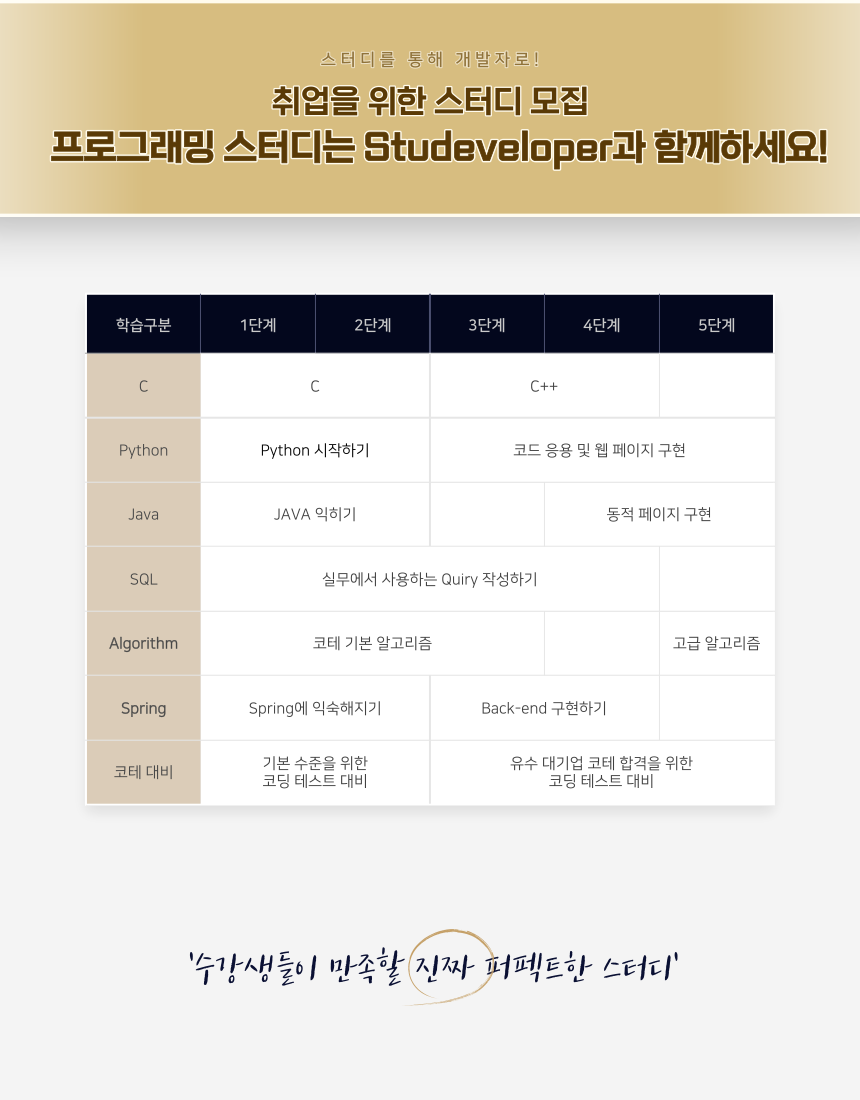 스터디를 통해 개발자로!
취업을 위한 스터디 모집
프로그래밍 스터디는 Studeveloper과 함께하세요!
학습구분 1단계 2단계 3단계 4단계 5단계
C C C++
Python Python 시작하기 코드 응용 및 웹 페이지 구현
Java JAVA 익히기 동적 페이지 구현
SQL 실무에서 사용하는 Quiry 작성하기
Algorithm 코테 기본 알고리즘 고급 알고리즘
Spring Spring에 익숙해지기 Back-end 구현하기
코테 대비 기본 수준을 위한 유수 대기업 코테 합격을 위한
코딩 테스트 대비 코딩 테스트 대비
'수강생들이 만족할 진짜 퍼펙트한 스터디'